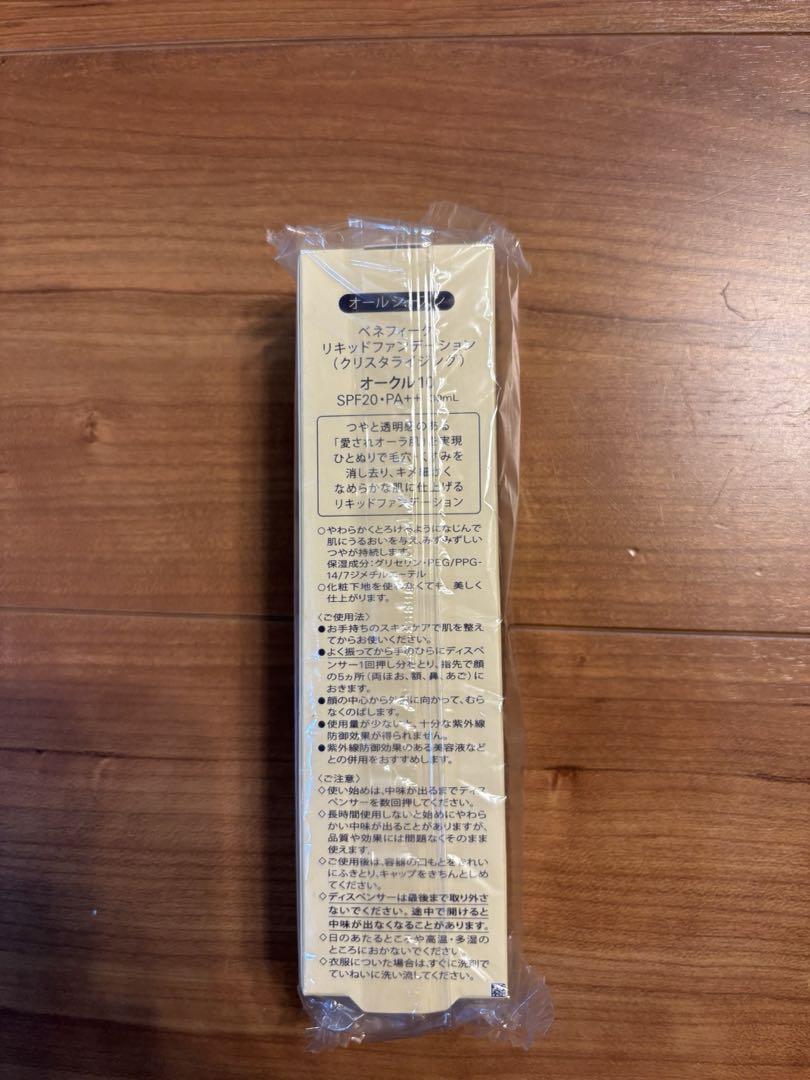 オールシーズン
ベネフィーク
リキッドファンデーション
(クリスタライジング)
オークル10
SPF20・PA++ 30mL
つやと透明感のある
「愛されオーラ肌」を実現
ひとぬりで毛穴・くすみを
消し去り、キメ細かく
なめらかな肌に仕上げる
リキッドファンデーション
○やわらかくとろけるようになじんで
肌にうるおいを与え、みずみずしい
つやが持続します。
保湿成分:グリセリン・PEG/PPG-
14/7ジメチルエーテル
○化粧下地を使わなくても、美しく
仕上がります。
〈ご使用法〉
●お手持ちのスキンケアで肌を整え
てからお使いください。
●よく振ってから手のひらにディスペ
ンサー1回押し分をとり、指先で顔
の5ヵ所(両ほお、額、鼻、あご)に
おきます。
●顔の中心から外側に向かって、むら
なくのばします。
●使用量が少ないと、十分な紫外線
防御効果が得られません。
●紫外線防御効果のある美容液など
との併用をおすすめします。
〈ご注意〉
◇使い始めは、中味が出るまでディス
ペンサーを数回押してください。
◇長時間使用しないと始めにやわら
かい中味が出ることがありますが、
品質や効果には問題なくそのまま
使えます。
◇ご使用後は、容器の口もとをきれい
にふきとり、キャップをきちんとしめ
てください。
◇ディスペンサーは最後まで取り外さ
ないでください。途中で開けると
中味が出なくなることがあります。
◇日のあたるところや高温・多湿の
ところにおかないでください。
◇衣服についた場合は、すぐに洗剤で
ていねいに洗い流してください。